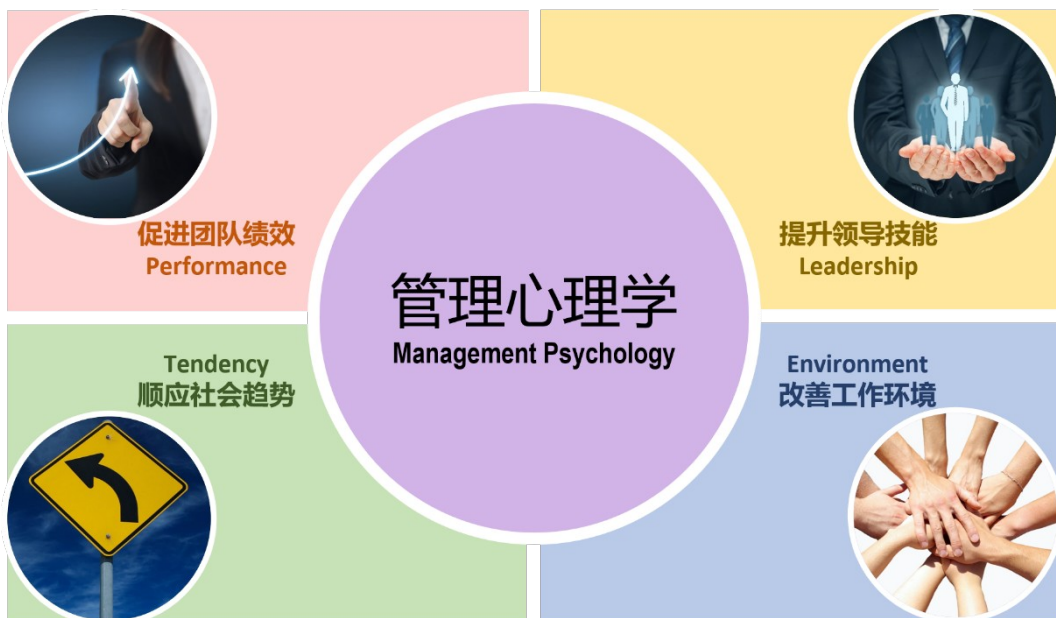 促进团队绩效
Performance
提升领导技能
Leadership
管理心理学
Management Psychology
Tendency
顺应社会趋势
Environment
改善工作环境